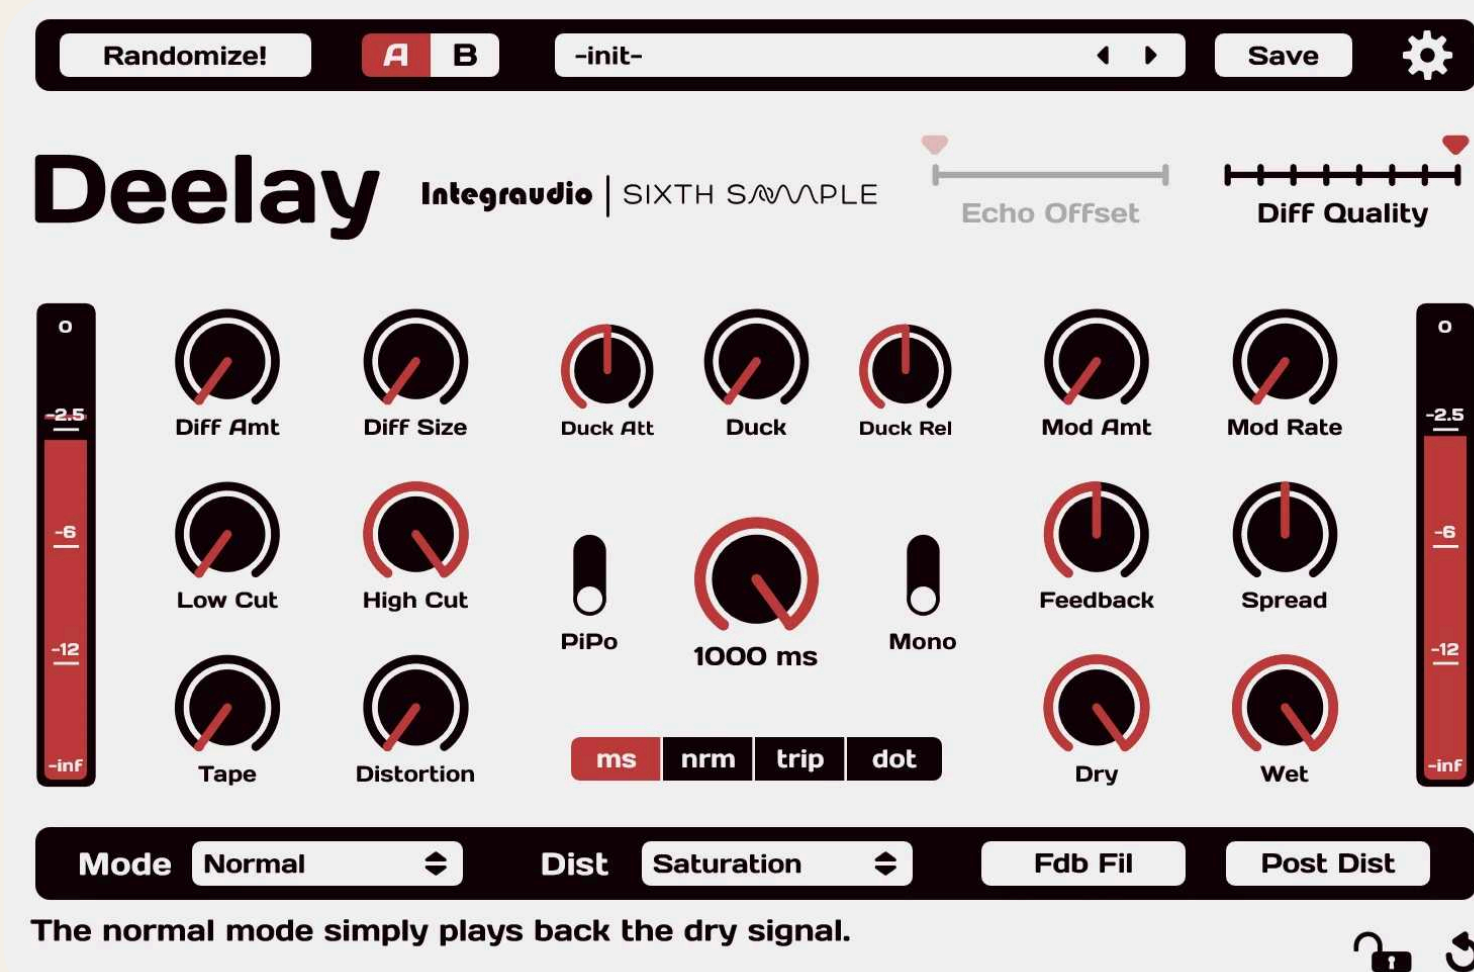 Randomize! A B -init- Save
Deelay Integraudio SIXTH SAMPLE
Echo Offset Diff Quality
0 0
-2.5 -2.5
Diff Amt Diff Size Duck Att Duck Duck Rel Mod Amt Mod Rate
-6 -6
Low Cut High Cut Feedback Spread
PiPo Mono
-12 1000 ms -12
ms nrm trip dot
-inf -inf
Tape Distortion Dry Wet
Mode Normal Dist Saturation Fdb Fil Post Dist
The normal mode simply plays back the dry signal.